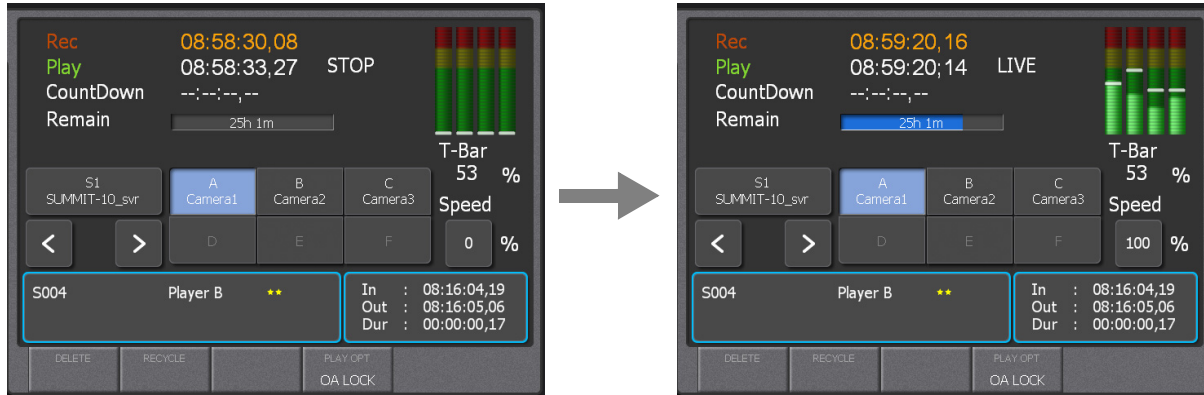 Rec 08:58:30,08
Play 08:58:33,27 STOP
CountDown --:--:--,--
Remain 25h 1m
T-Bar
53 %
S1
SUMMIT-10_svr
A
Camera1
B
Camera2
C
Camera3
Speed
< >
D E F
0 %
S004 Player B ★★
In : 08:16:04,19
Out : 08:16:05,06
Dur : 00:00:00,17
DELETE RECYCLE PLAY OPT
OA LOCK
Rec 08:59:20,16
Play 08:59:20;14 LIVE
CountDown --:--:--,--
Remain 25h 1m
T-Bar
53 %
S1
SUMMIT-10_svr
A
Camera1
B
Camera2
C
Camera3
Speed
< >
D E F
100 %
S004 Player B ★★
In : 08:16:04,19
Out : 08:16:05,06
Dur : 00:00:00,17
DELETE RECYCLE PLAY OPT
OA LOCK